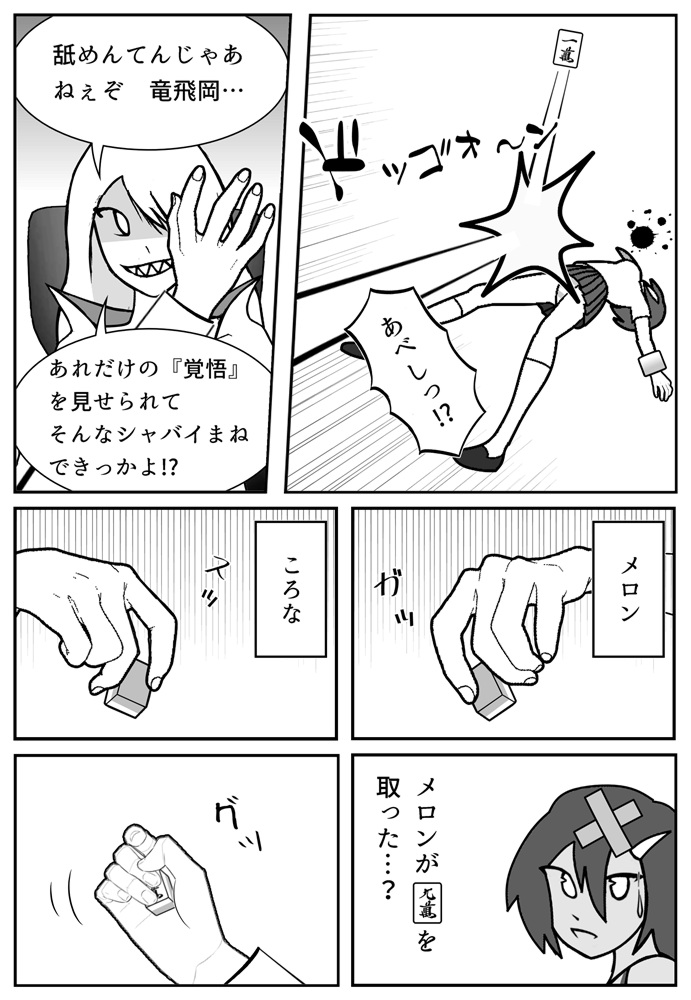 一萬
ドッゴォ～ン
あべしっ!?
舐めんてんじゃあ
ねぇぞ　竜飛岡…
あれだけの『覚悟』
を見せられて
そんなシャバイまね
できっかよ!?
メロン
ガッ
ころな
スッ
メロンが九萬を
取った…？
グッ